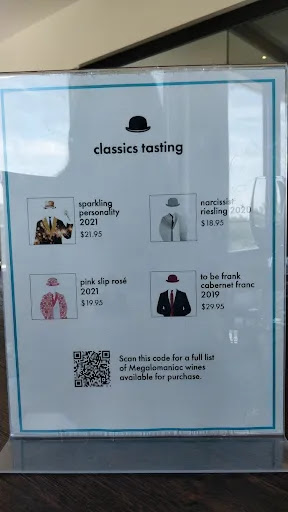 classics tasting
sparkling
personality
2021
$21.95
narcissist
riesling 2020
$18.95
pink slip rosé
2021
$19.95
to be frank
cabernet franc
2019
$29.95
Scan this code for a full list
of Megalomaniac wines
available for purchase.